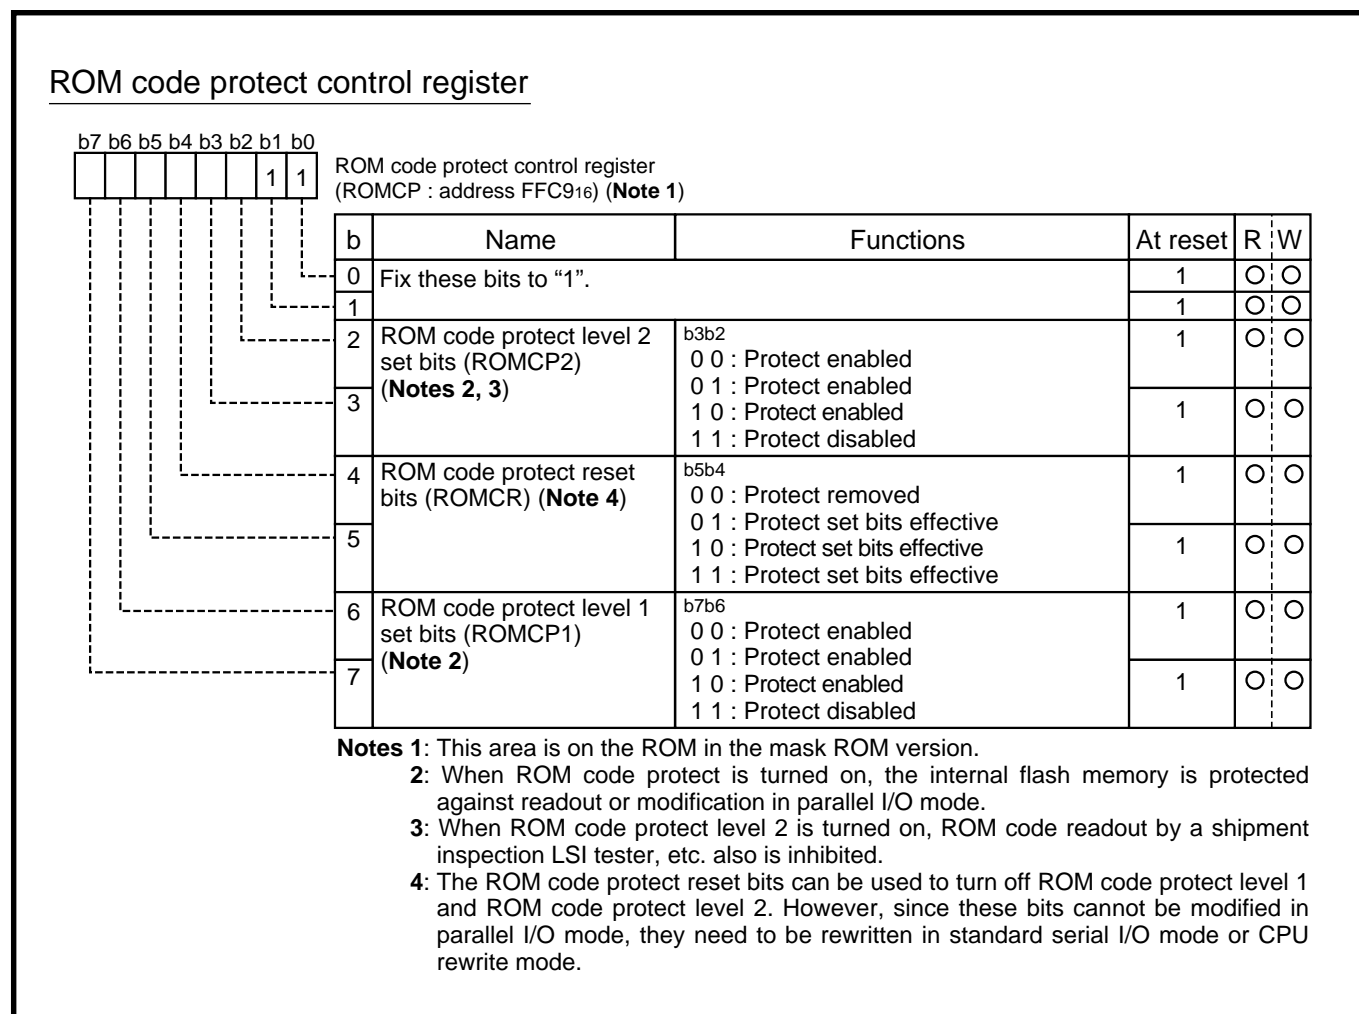 ROM code protect control register
b7 b6 b5 b4 b3 b2 b1 b0
1 1
ROM code protect control register
(ROMCP : address FFC916) (Note 1)
b Name Functions At reset R W
0 Fix these bits to “1”. 1 O O
1 1 O O
2 ROM code protect level 2 b3b2 1 O O
set bits (ROMCP2) 0 0 : Protect enabled
(Notes 2, 3) 0 1 : Protect enabled
3 1 0 : Protect enabled 1 O O
1 1 : Protect disabled
4 ROM code protect reset b5b4 1 O O
bits (ROMCR) (Note 4) 0 0 : Protect removed
0 1 : Protect set bits effective
5 1 0 : Protect set bits effective 1 O O
1 1 : Protect set bits effective
6 ROM code protect level 1 b7b6 1 O O
set bits (ROMCP1) 0 0 : Protect enabled
(Note 2) 0 1 : Protect enabled
7 1 0 : Protect enabled 1 O O
1 1 : Protect disabled
Notes 1: This area is on the ROM in the mask ROM version.
2: When ROM code protect is turned on, the internal flash memory is protected
against readout or modification in parallel I/O mode.
3: When ROM code protect level 2 is turned on, ROM code readout by a shipment
inspection LSI tester, etc. also is inhibited.
4: The ROM code protect reset bits can be used to turn off ROM code protect level 1
and ROM code protect level 2. However, since these bits cannot be modified in
parallel I/O mode, they need to be rewritten in standard serial I/O mode or CPU
rewrite mode.